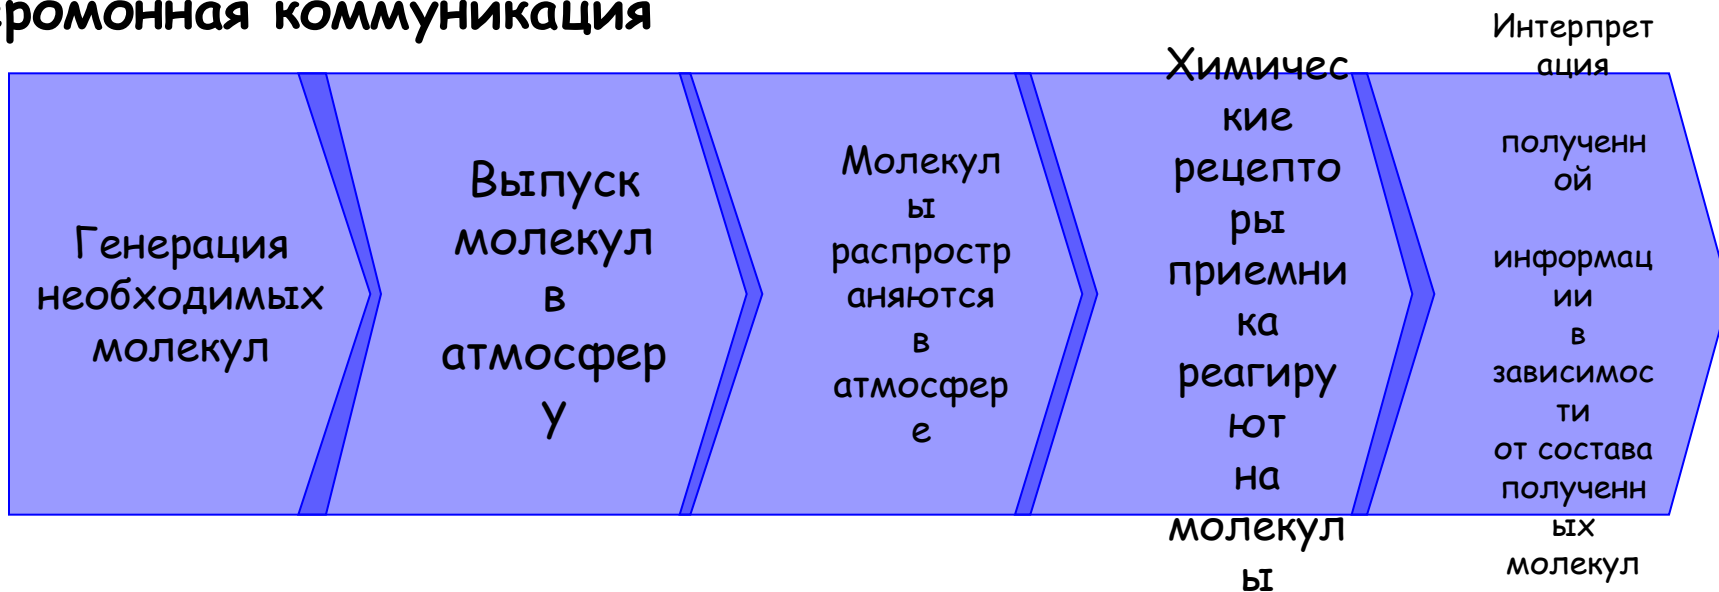 еромонная коммуникация
Генерация
необходимых
молекул
Выпуск
молекул
в
атмосфер
у
Молекул
ы
распростр
аняются
в
атмосфер
е
Химичес
кие
рецепто
ры
приемни
ка
реагиру
ют
на
молекул
ы
Интерпрет
ация
полученн
ой
информац
ии
в
зависимос
ти
от состава
полученн
ых
молекул